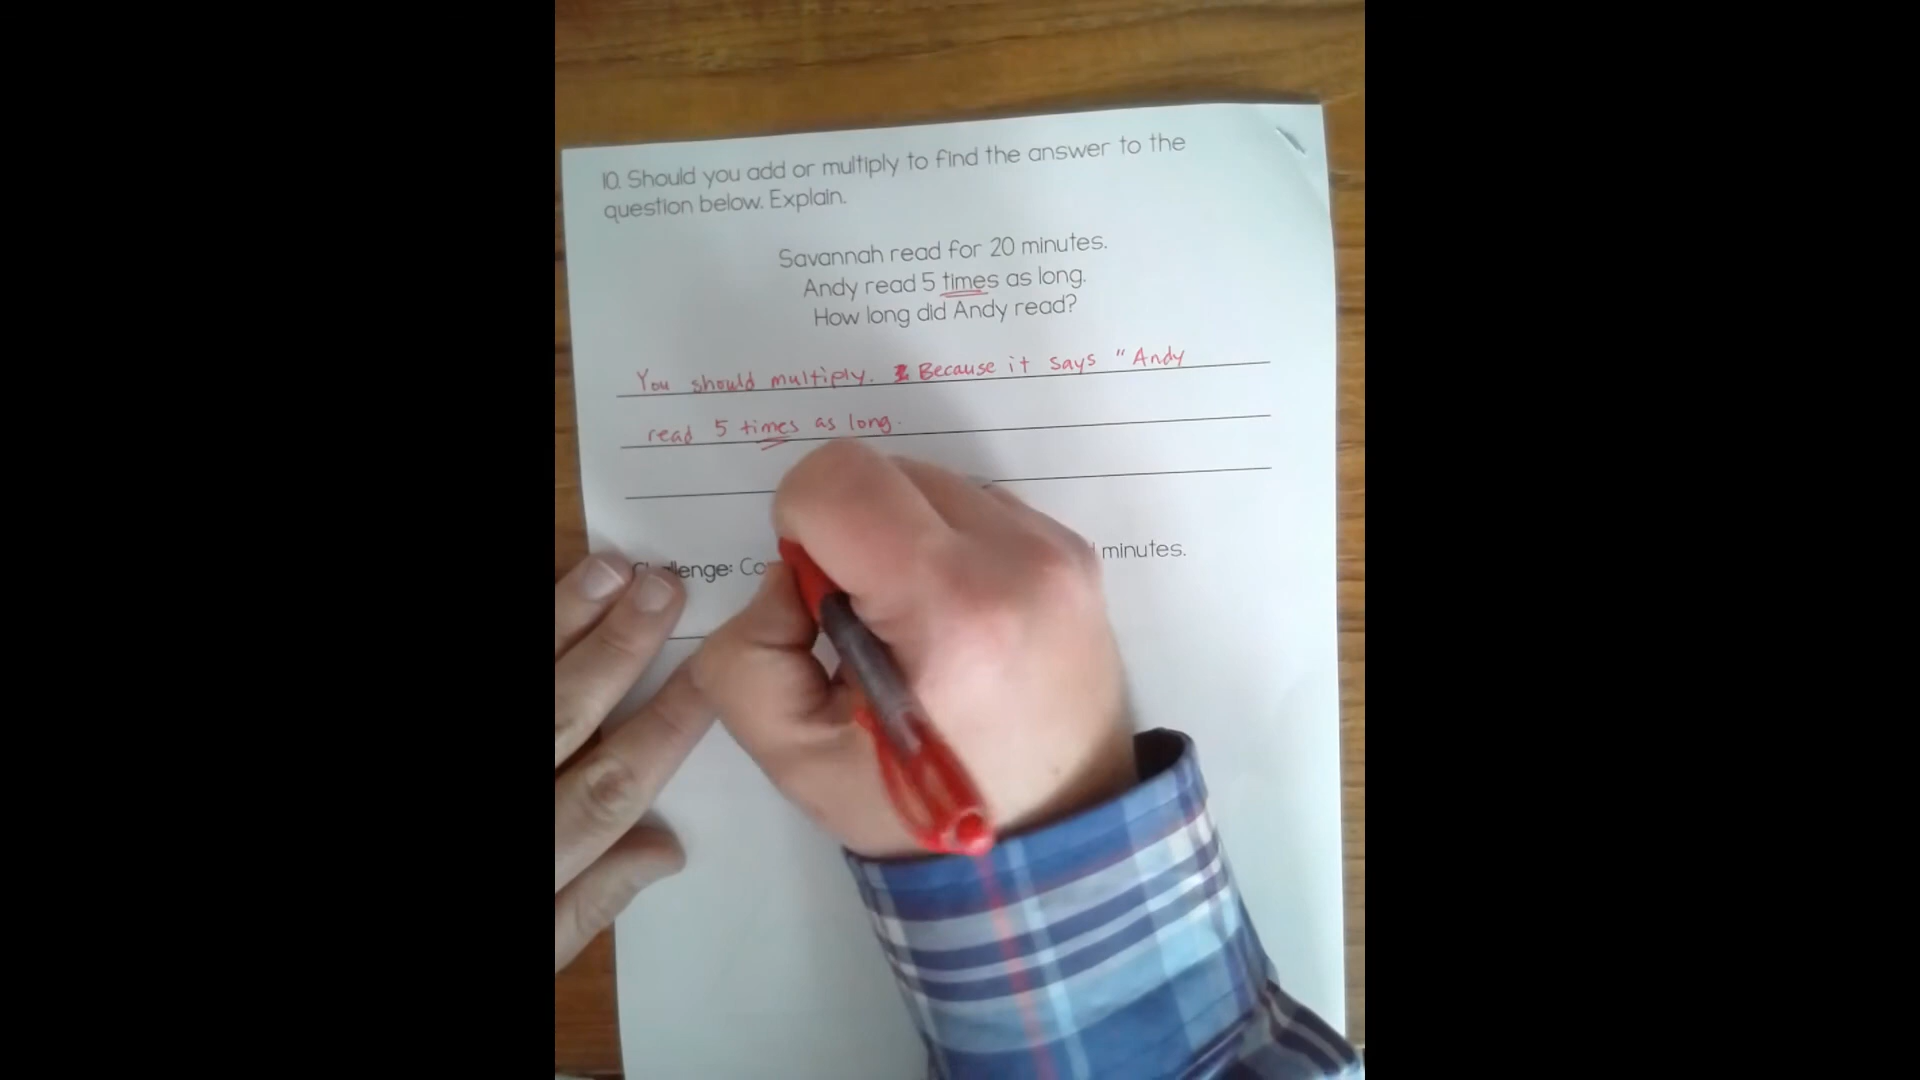 10. Should you add or multiply to find the answer to the
question below. Explain.
Savannah read for 20 minutes.
Andy read 5 times as long.
How long did Andy read?
You should multiply. Because it says "Andy
read 5 times as long.
minutes.